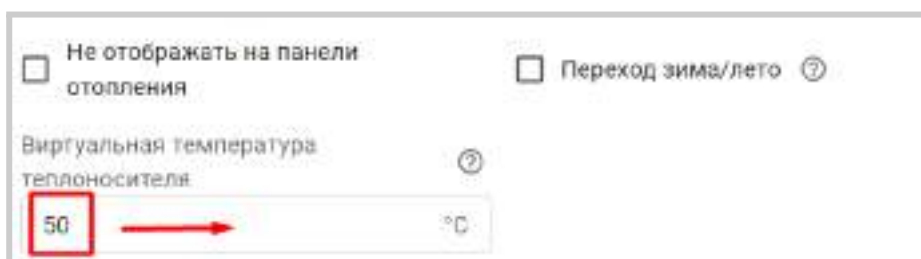 Не отображать на панели
отопления
Переход зима/лето
Виртуальная температура
теплоносителя
50 °C